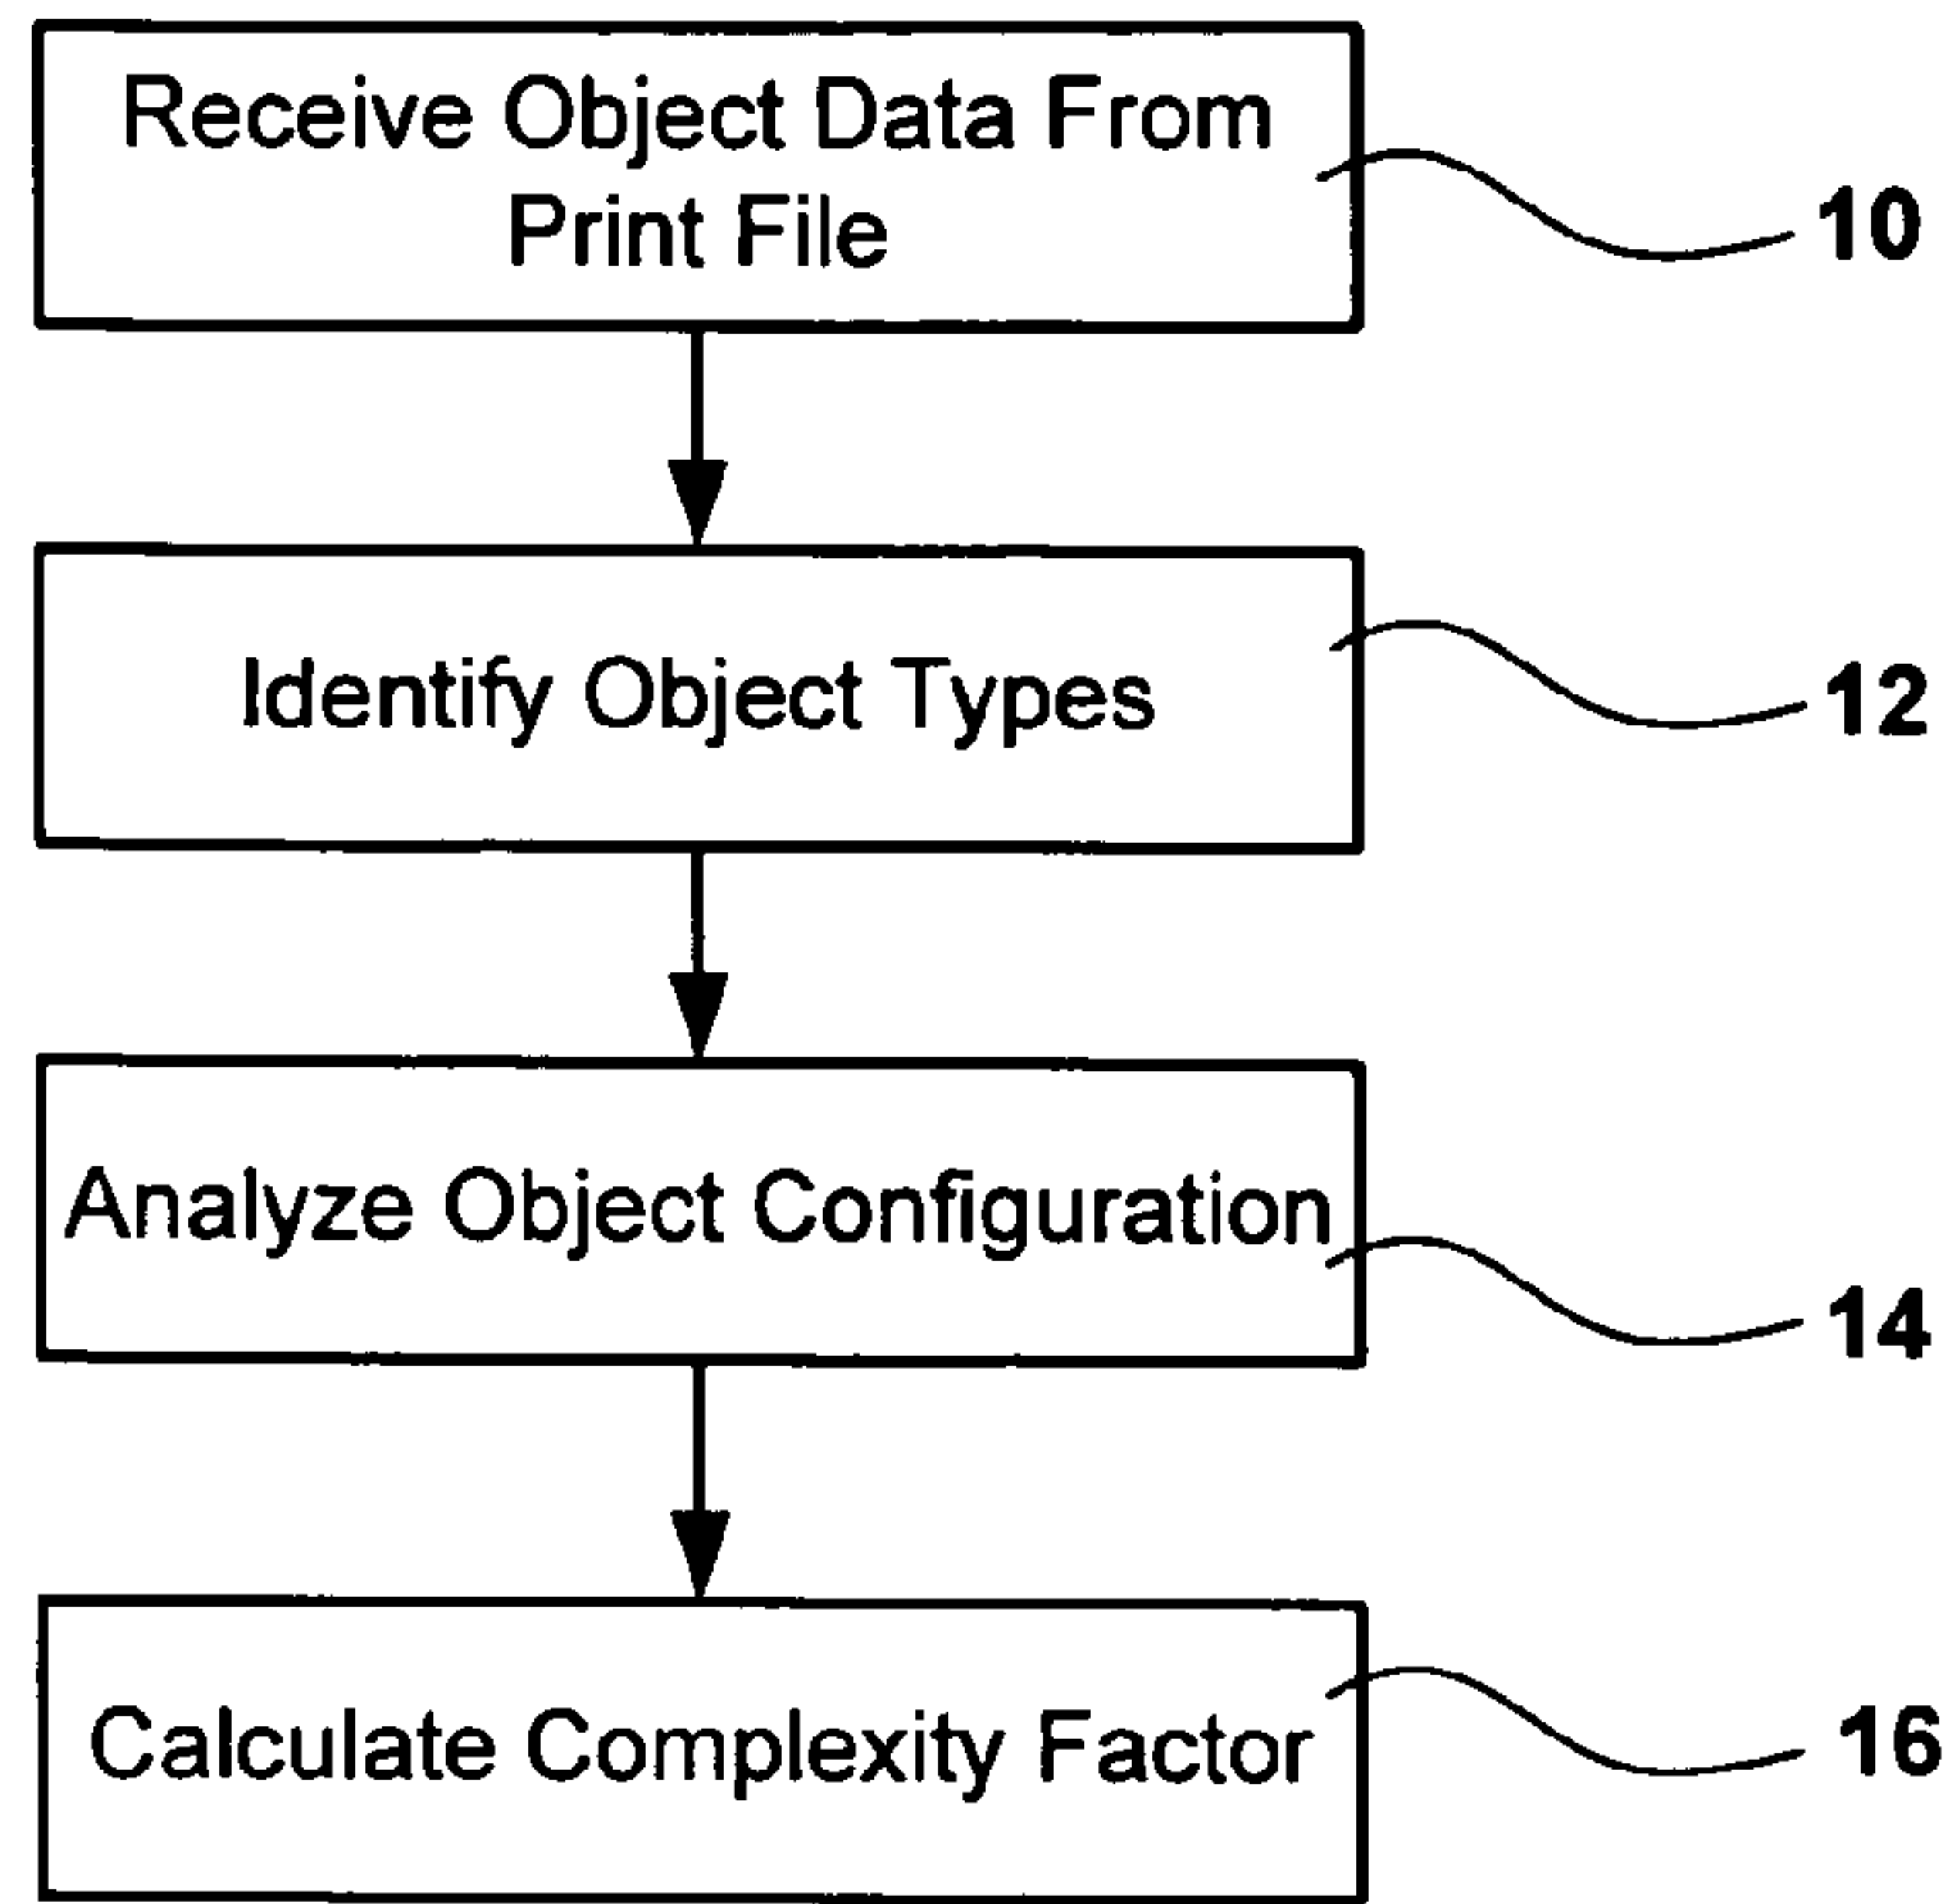 Receive Object Data From
Print File
10
Identify Object Types
12
Analyze Object Configuration
14
Calculate Complexity Factor
16